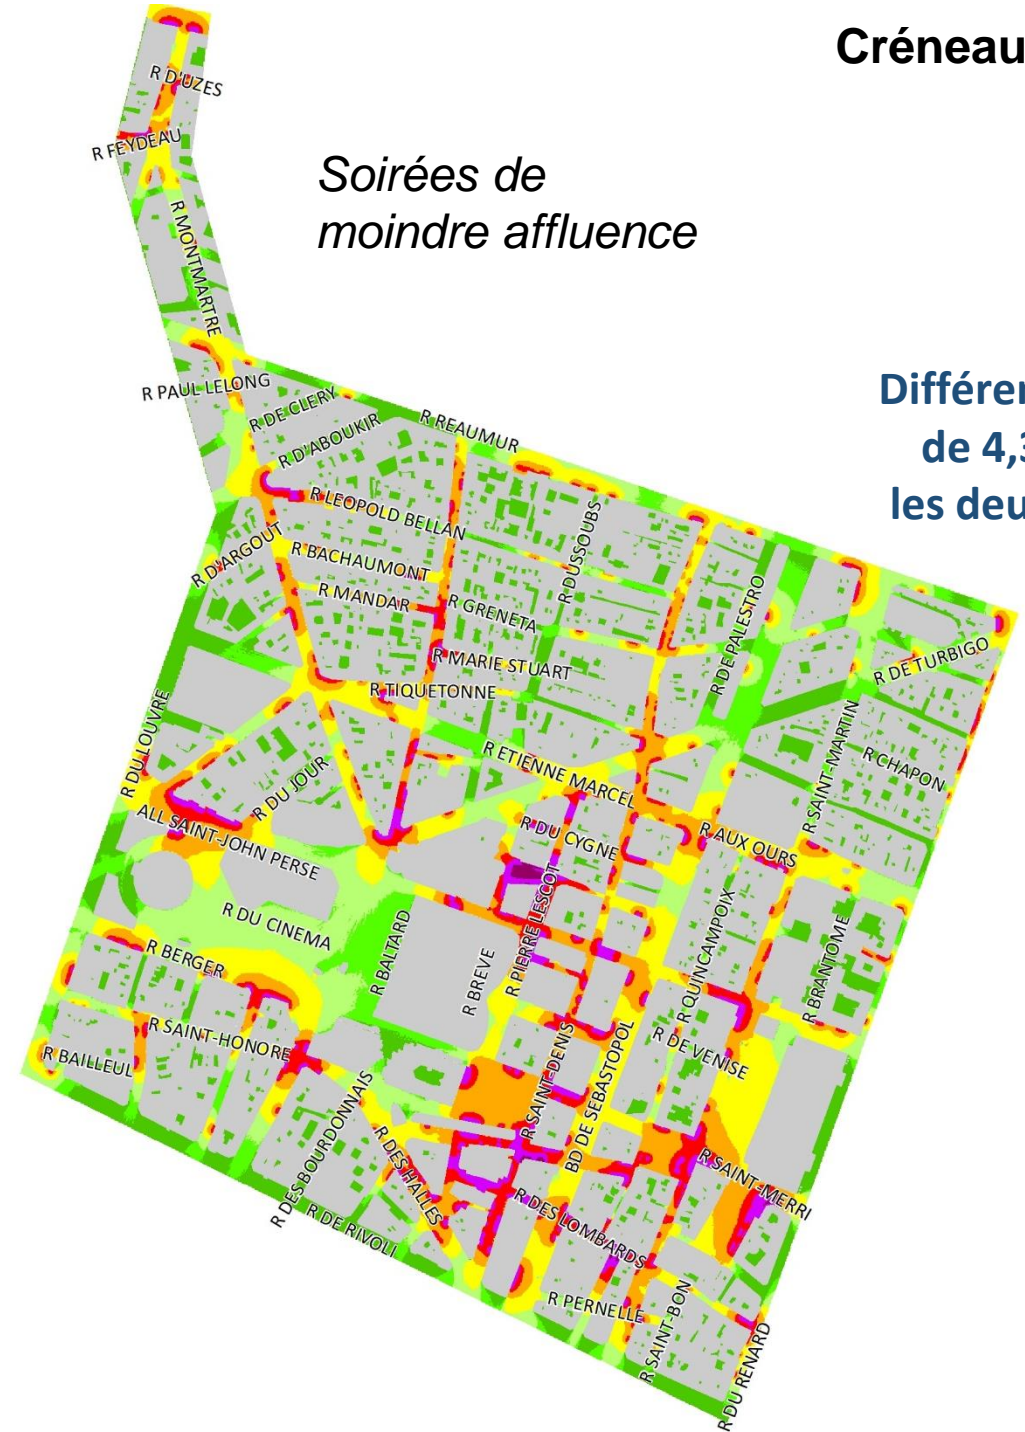 Créneau
Soirées de
moindre affluence
Différen
de 4,3
les deu
R D'UZES
R FEYDEAU
R MONTMARTRE
R PAUL LELONG
R DE CLERY
R D'ABOUKIR
R REAUMUR
R LEOPOLD BELLAN
R D'ARGOUT
R BACHAUMONT
R MANDAR
R DUSSOUBS
R GRENETA
R DE PALESTRO
R MARIE STUART
R TIQUETONNE
R DE TURBIGO
R DU LOUVRE
R ETIENNE MARCEL
R SAINT-MARTIN
R CHAPON
R DU JOUR
ALL SAINT-JOHN PERSE
R DU CYGNE
R AUX OURS
R DU CINEMA
R BALTARD
R PIERRE LESCOT
R QUINCAMPOIX
R BRANTOME
R BERGER
R BREVE
R SAINT-HONORE
R BAILLEUL
R DE VENISE
R SAINT-DENIS
BD DE SEBASTOPOL
R DES BOURDONNAIS
R DES HALLES
R SAINT-MERRI
R DE RIVOLI
R DES LOMBARDS
R PERNELLE
R SAINT-BON
R DU RENARD